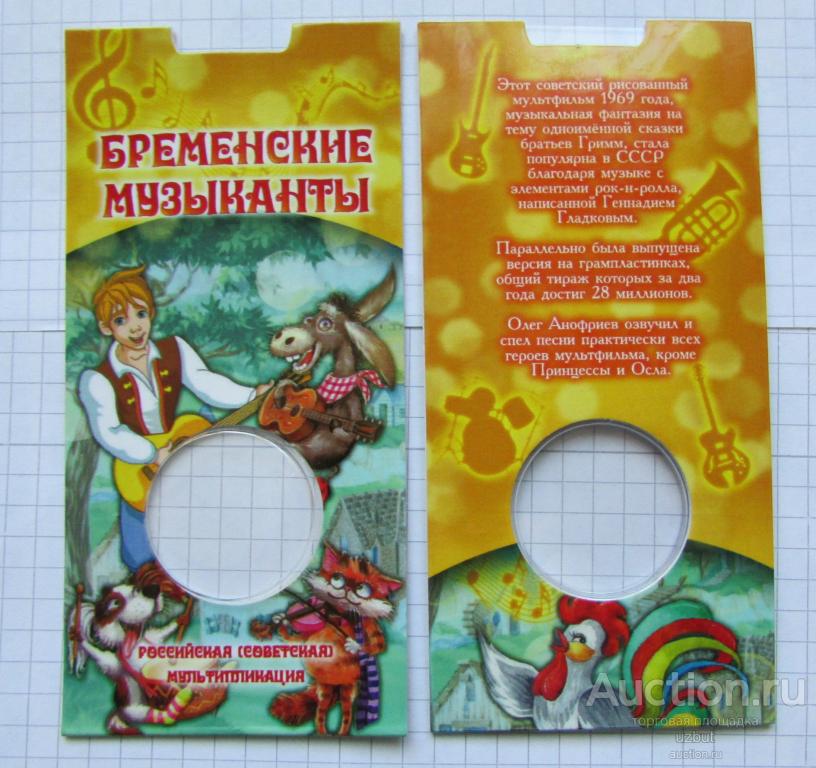 БРЕМЕНСКИЕ
МУЗЫКАНТЫ
РОССИЙСКАЯ (СОВЕТСКАЯ)
МУЛЬТИПЛИКАЦИЯ
Этот советский рисованный
мультфильм 1969 года,
музыкальная фантазия на
тему одноимённой сказки
братьев Гримм, стала
популярна в СССР
благодаря музыке с
элементами рок-н-ролла,
написанной Геннадием
Гладковым.
Параллельно была выпущена
версия на грампластинках,
общий тираж которых за два
года достиг 28 миллионов.
Олег Анофриев озвучил и
спел песни практически всех
героев мультфильма, кроме
Принцессы и Осла.
Auction.ru
торговая площадка
uzbut
auction.ru